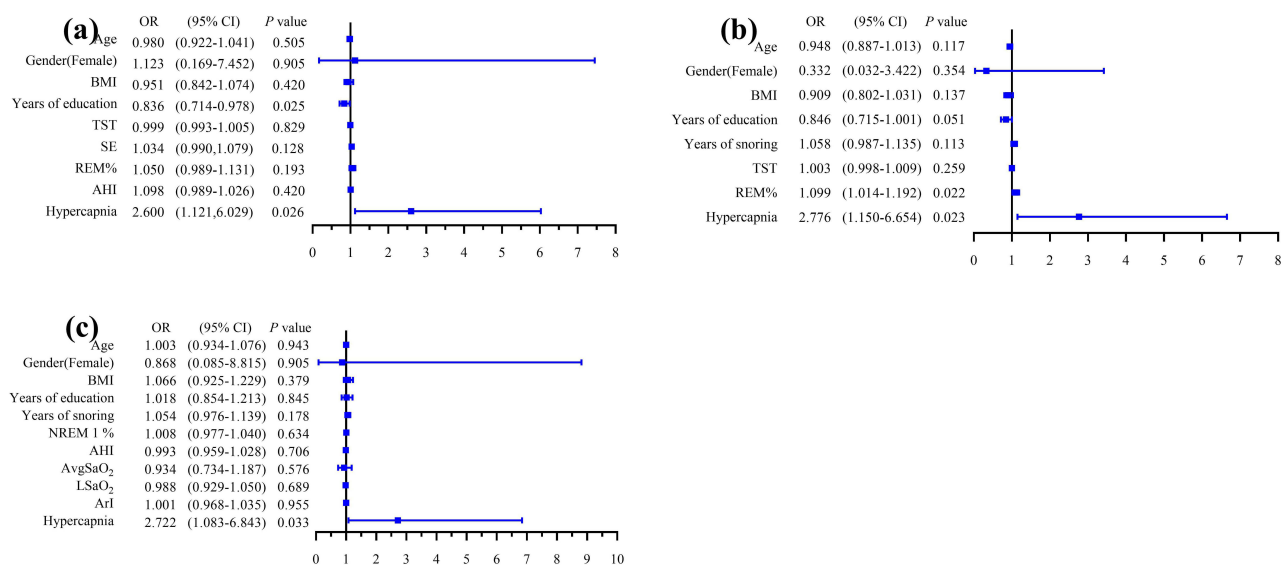 (a)
OR (95% CI) P value
Age 0.980 (0.922-1.041) 0.505
Gender(Female) 1.123 (0.169-7.452) 0.905
BMI 0.951 (0.842-1.074) 0.420
Years of education 0.836 (0.714-0.978) 0.025
TST 0.999 (0.993-1.005) 0.829
SE 1.034 (0.990,1.079) 0.128
REM% 1.050 (0.989-1.131) 0.193
AHI 1.098 (0.989-1.026) 0.420
Hypercapnia 2.600 (1.121,6.029) 0.026
0 1 2 3 4 5 6 7 8
(b)
OR (95% CI) P value
Age 0.948 (0.887-1.013) 0.117
Gender(Female) 0.332 (0.032-3.422) 0.354
BMI 0.909 (0.802-1.031) 0.137
Years of education 0.846 (0.715-1.001) 0.051
Years of snoring 1.058 (0.987-1.135) 0.113
TST 1.003 (0.998-1.009) 0.259
REM% 1.099 (1.014-1.192) 0.022
Hypercapnia 2.776 (1.150-6.654) 0.023
0 1 2 3 4 5 6 7 8
(c)
OR (95% CI) P value
Age 1.003 (0.934-1.076) 0.943
Gender(Female) 0.868 (0.085-8.815) 0.905
BMI 1.066 (0.925-1.229) 0.379
Years of education 1.018 (0.854-1.213) 0.845
Years of snoring 1.054 (0.976-1.139) 0.178
NREM 1 % 1.008 (0.977-1.040) 0.634
AHI 0.993 (0.959-1.028) 0.706
AvgSaO2 0.934 (0.734-1.187) 0.576
LSaO2 0.988 (0.929-1.050) 0.689
ArI 1.001 (0.968-1.035) 0.955
Hypercapnia 2.722 (1.083-6.843) 0.033
0 1 2 3 4 5 6 7 8 9 10